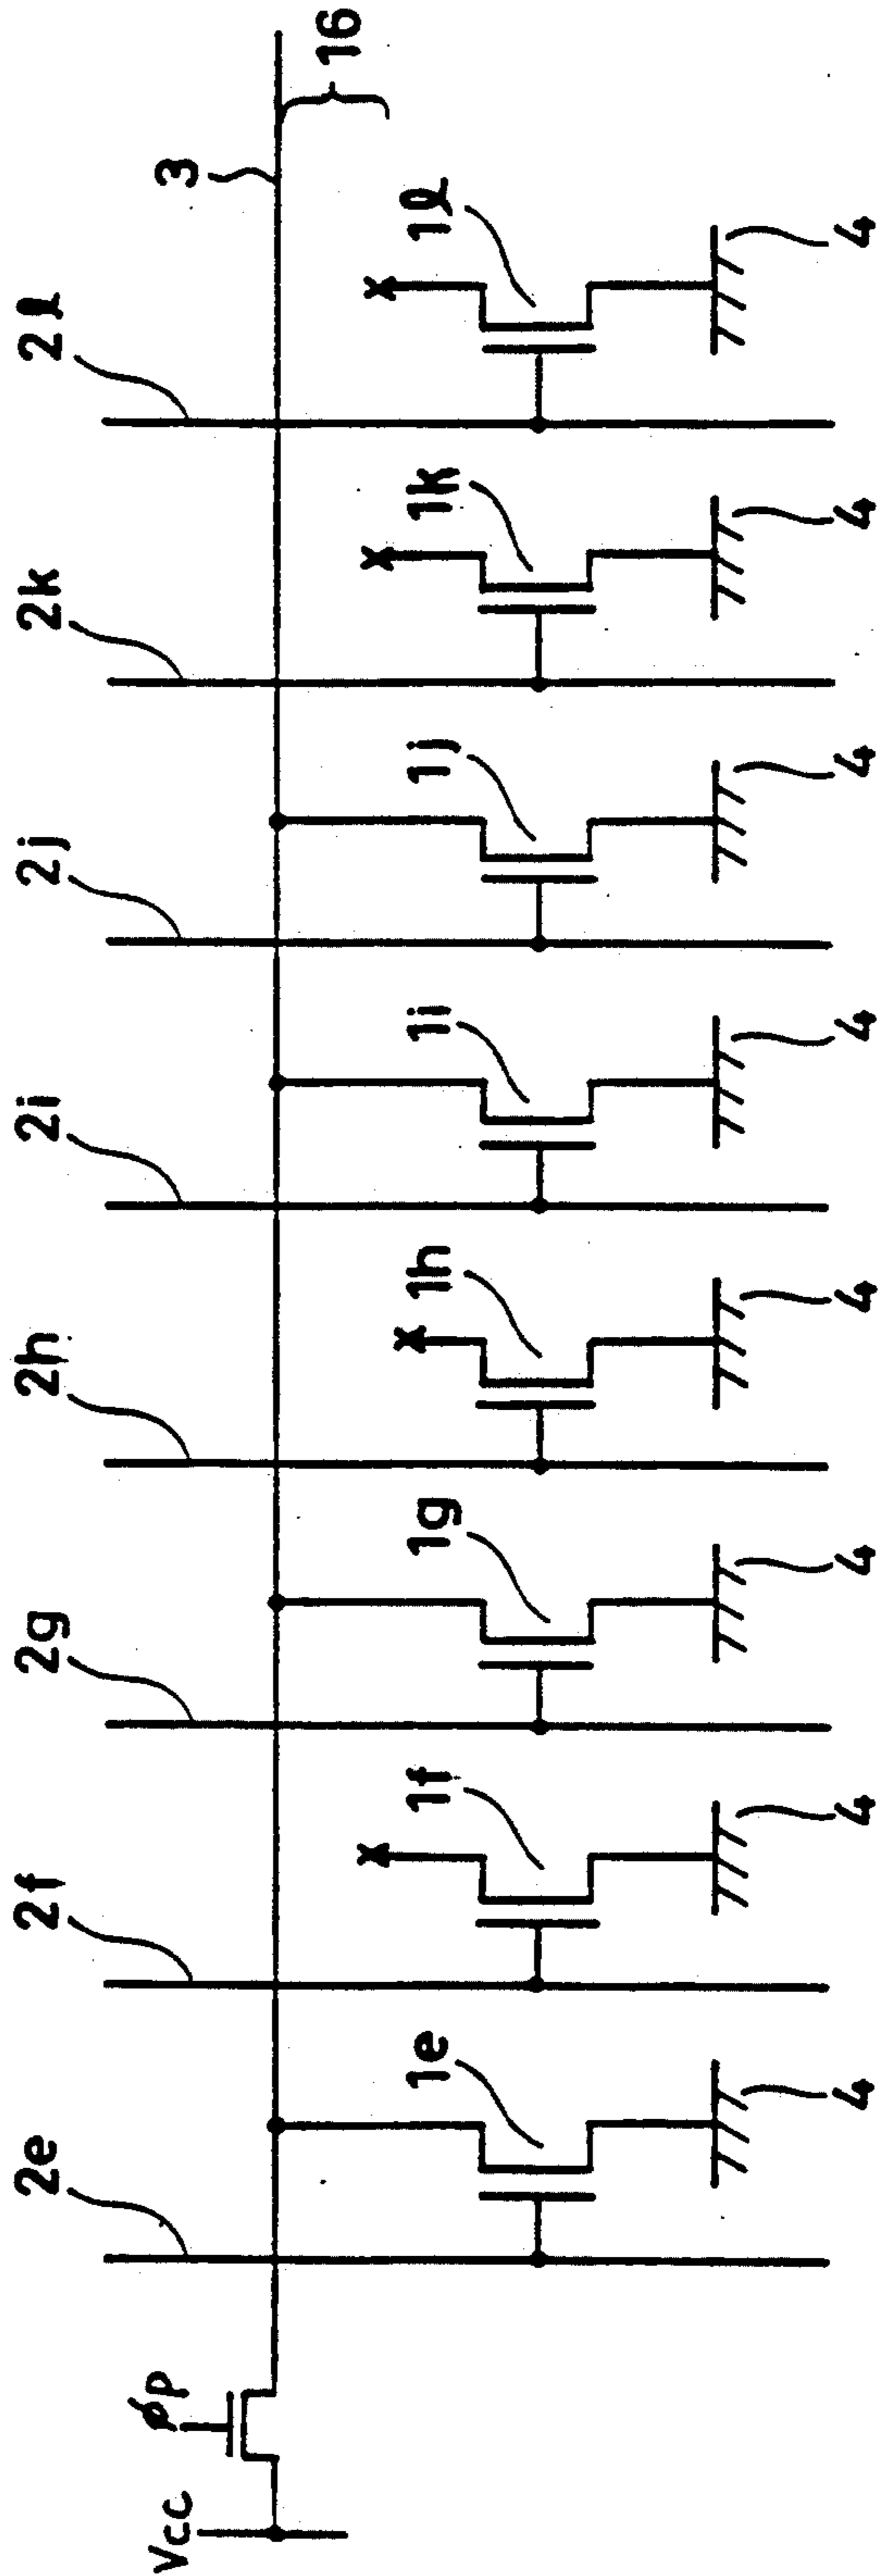 2e 2f 2g 2h 2i 2j 2k 2ℓ
Vcc øp 3 16
1e 1f 1g 1h 1i 1j 1k 1ℓ
x x x x
4 4 4 4 4 4 4 4